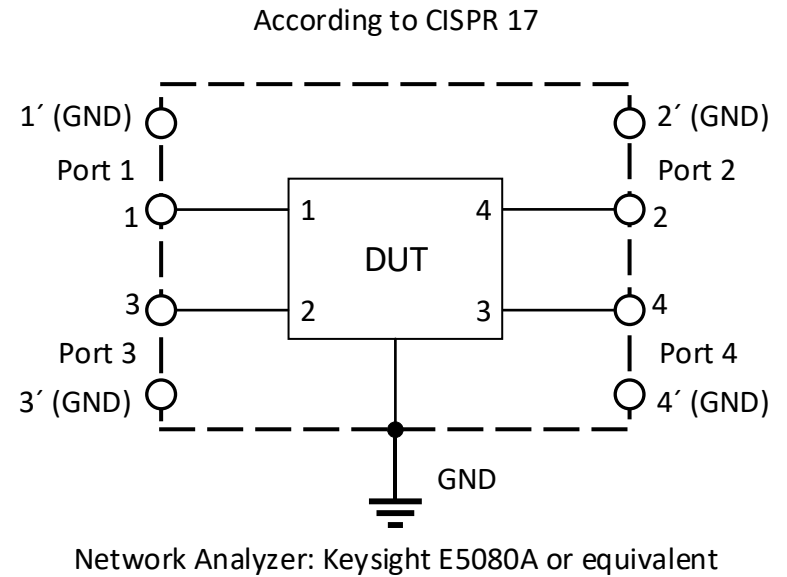 According to CISPR 17
1´ (GND)
2´ (GND)
Port 1
Port 2
1
1
4
2
DUT
3
2
3
4
Port 3
Port 4
3´ (GND)
4´ (GND)
GND
Network Analyzer: Keysight E5080A or equivalent